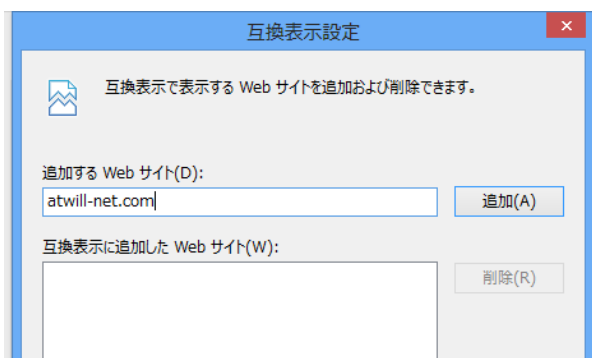 互換表示設定
互換表示で表示する Web サイトを追加および削除できます。
追加する Web サイト(D):
atwill-net.com
追加(A)
互換表示に追加した Web サイト(W):
削除(R)